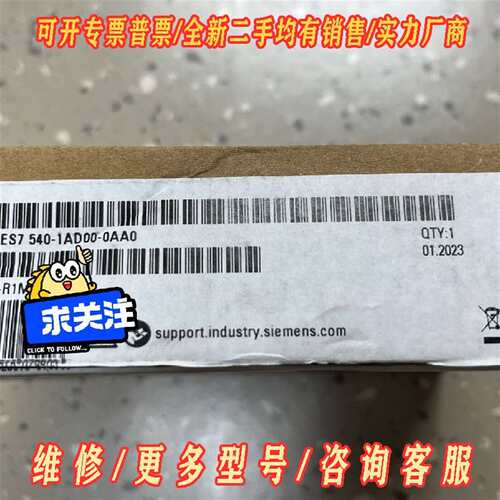 可开专票普票/全新二手均有销售/实力厂商
ES7 540-1AD00-0AA0
QTY:1
01.2023
-R1M
求关注
CLICK TO FOLLOW...
support.industry.siemens.com
维修/更多型号/咨询客服